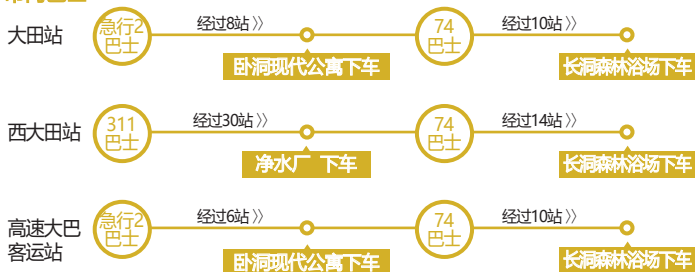 大田站
急行2
巴士
经过8站 》
卧洞现代公寓下车
74
巴士
经过10站 》
长洞森林浴场下车
西大田站
311
巴士
经过30站 》
净水厂 下车
74
巴士
经过14站 》
长洞森林浴场下车
高速大巴
客运站
急行2
巴士
经过6站 》
卧洞现代公寓下车
74
巴士
经过10站 》
长洞森林浴场下车